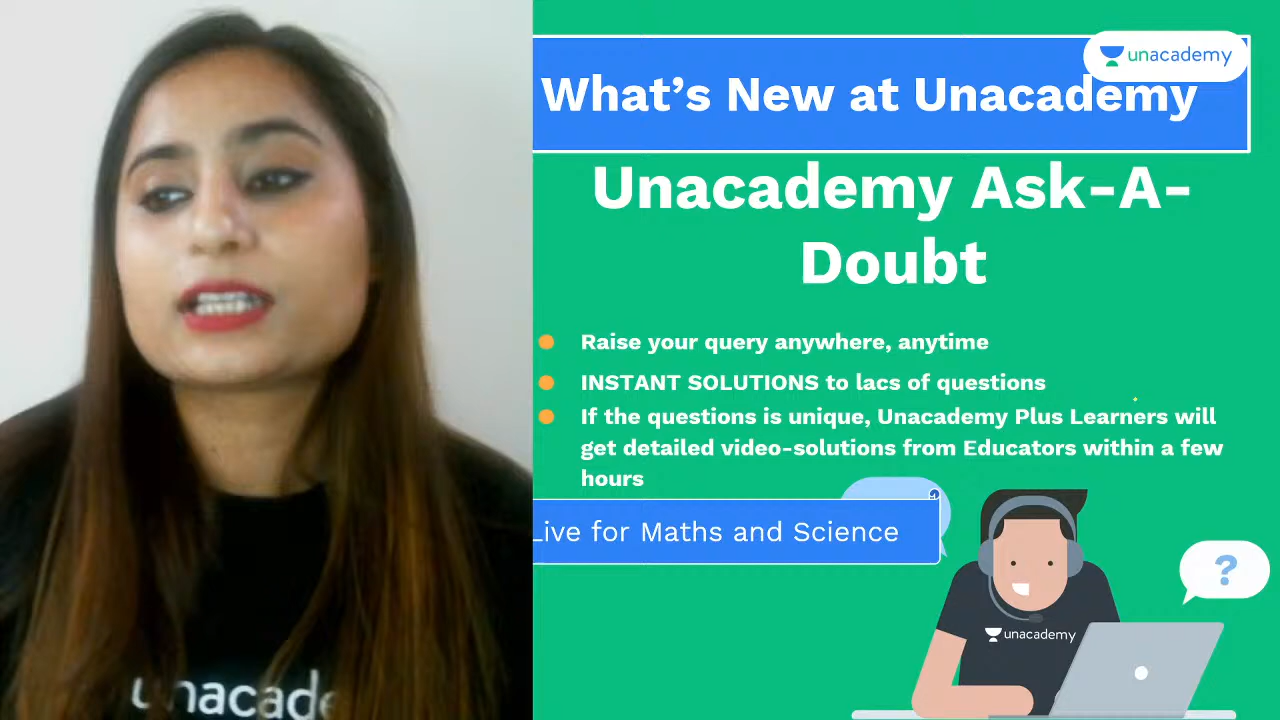 unacademy
What's New at Unacademy
Unacademy Ask-A-
Doubt
Raise your query anywhere, anytime
INSTANT SOLUTIONS to lacs of questions
If the questions is unique, Unacademy Plus Learners will
get detailed video-solutions from Educators within a few
hours
Live for Maths and Science
?
unacademy
unacade